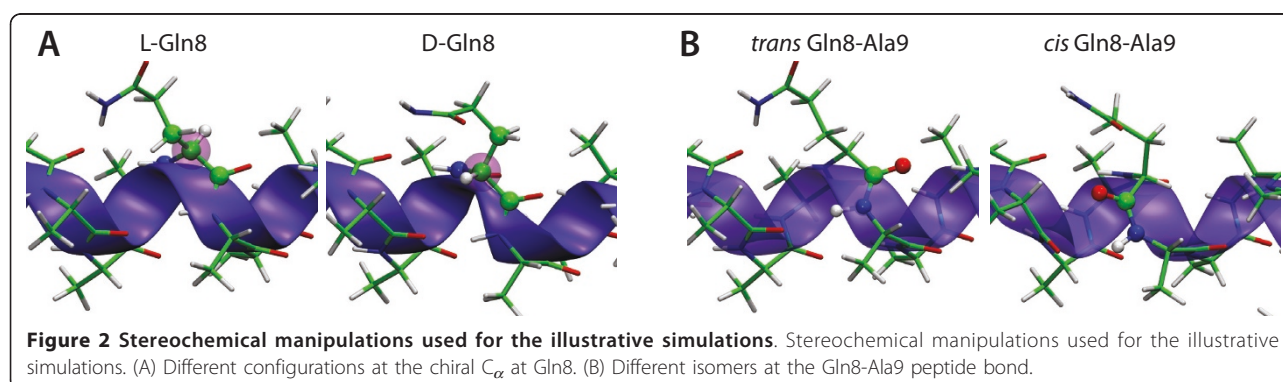 A
L-Gln8
D-Gln8
B
trans Gln8-Ala9
cis Gln8-Ala9
Figure 2 Stereochemical manipulations used for the illustrative simulations. Stereochemical manipulations used for the illustrative
simulations. (A) Different configurations at the chiral Cα at Gln8. (B) Different isomers at the Gln8-Ala9 peptide bond.